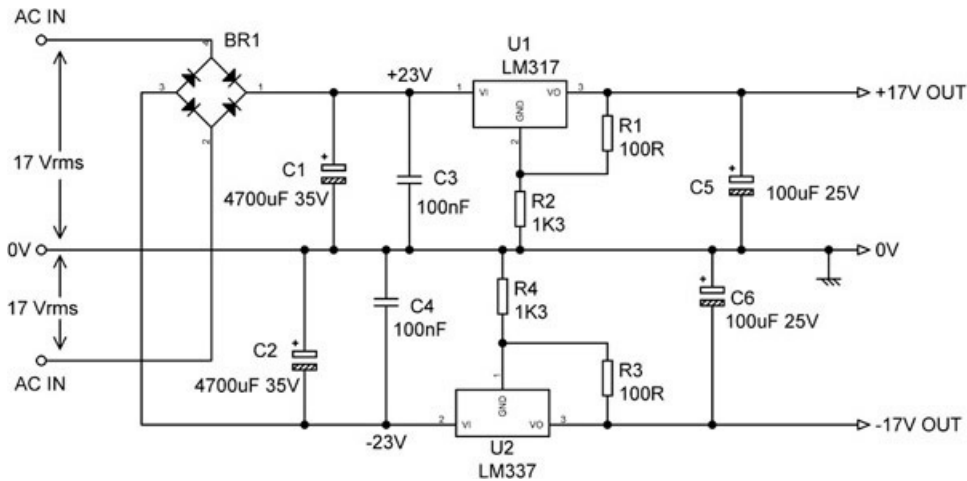 AC IN
BR1
4
3
1
2
17 Vrms
+23V
U1
LM317
1
VI
VO
3
GND
2
+17V OUT
R1
100R
C1
4700uF 35V
+
C3
100nF
R2
1K3
C5
+
100uF 25V
0V
0V
17 Vrms
AC IN
C2
4700uF 35V
+
C4
100nF
R4
1K3
R3
100R
C6
100uF 25V
+
1
GND
2
VI
VO
3
-23V
U2
LM337
-17V OUT